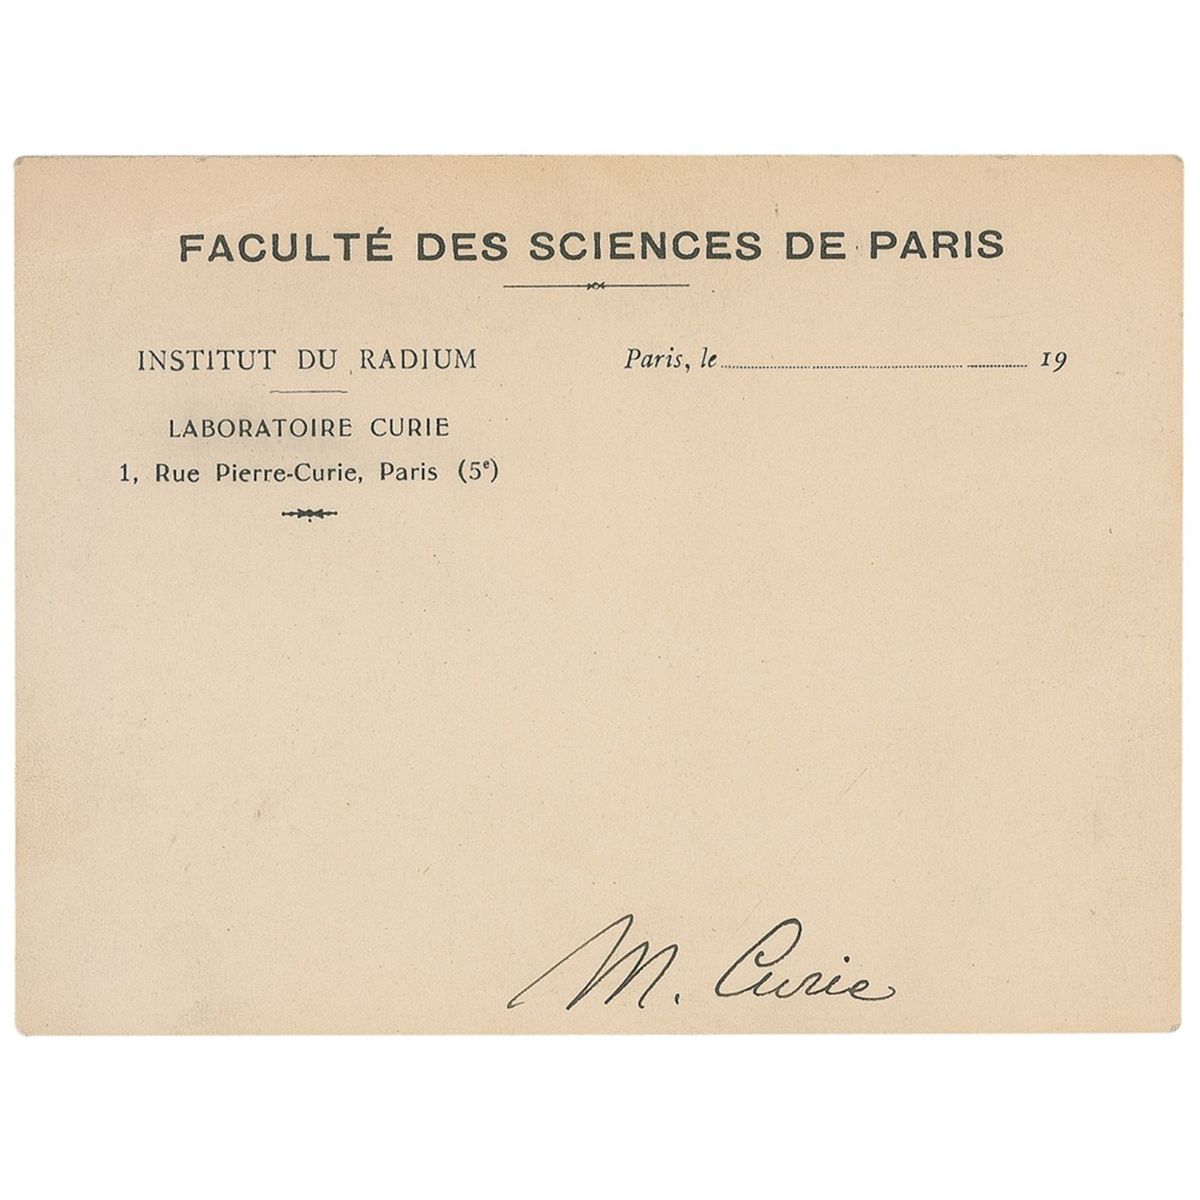 FACULTÉ DES SCIENCES DE PARIS
INSTITUT DU RADIUM
Paris, le 19
LABORATOIRE CURIE
1, Rue Pierre-Curie, Paris (5e)
M. Curie